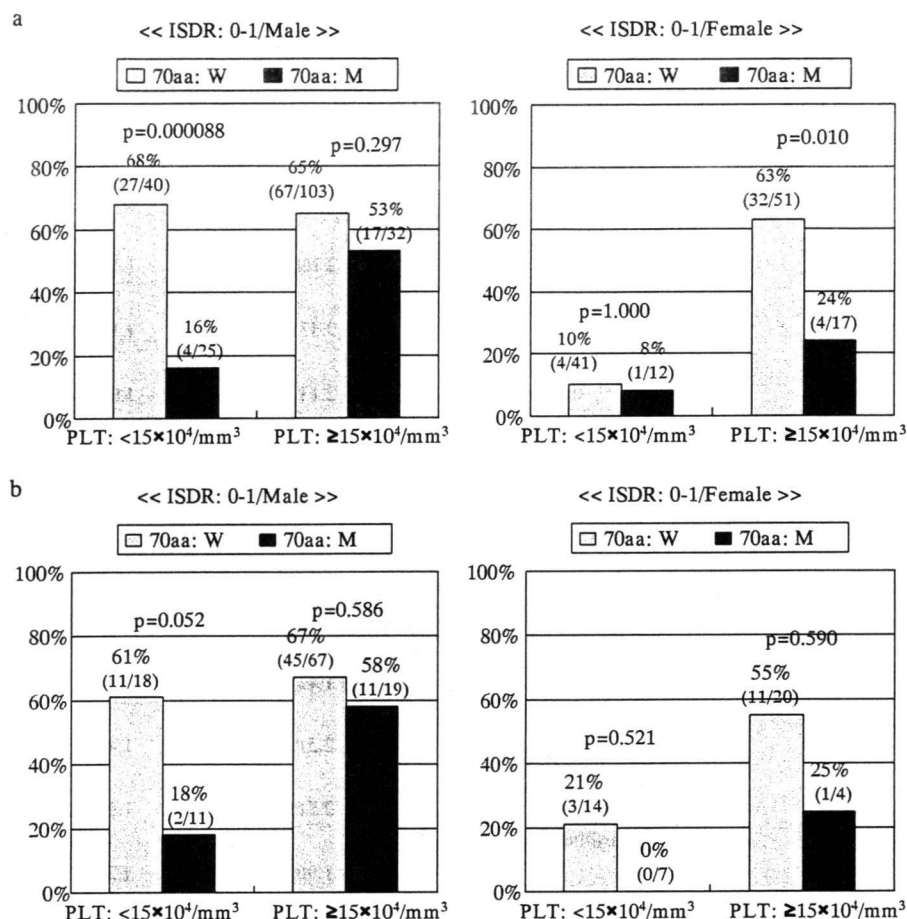 a
<< ISDR: 0-1/Male >>
70aa: W 70aa: M
100%
80%
60%
40%
20%
0%
p=0.000088
68%
(27/40)
16%
(4/25)
p=0.297
65%
(67/103)
53%
(17/32)
PLT: <15×10⁴/mm³ PLT: ≥15×10⁴/mm³
<< ISDR: 0-1/Female >>
70aa: W 70aa: M
100%
80%
60%
40%
20%
0%
p=1.000
10%
(4/41)
8%
(1/12)
p=0.010
63%
(32/51)
24%
(4/17)
PLT: <15×10⁴/mm³ PLT: ≥15×10⁴/mm³
b
<< ISDR: 0-1/Male >>
70aa: W 70aa: M
100%
80%
60%
40%
20%
0%
p=0.052
61%
(11/18)
18%
(2/11)
p=0.586
67%
(45/67)
58%
(11/19)
PLT: <15×10⁴/mm³ PLT: ≥15×10⁴/mm³
<< ISDR: 0-1/Female >>
70aa: W 70aa: M
100%
80%
60%
40%
20%
0%
p=0.521
21%
(3/14)
0%
(0/7)
p=0.590
55%
(11/20)
25%
(1/4)
PLT: <15×10⁴/mm³ PLT: ≥15×10⁴/mm³